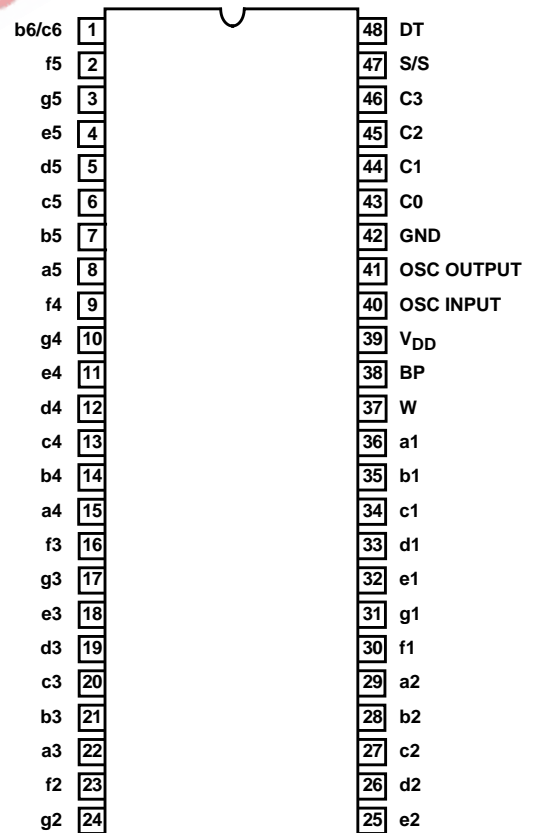 b6/c6 1 48 DT
f5 2 47 S/S
g5 3 46 C3
e5 4 45 C2
d5 5 44 C1
c5 6 43 C0
b5 7 42 GND
a5 8 41 OSC OUTPUT
f4 9 40 OSC INPUT
g4 10 39 VDD
e4 11 38 BP
d4 12 37 W
c4 13 36 a1
b4 14 35 b1
a4 15 34 c1
f3 16 33 d1
g3 17 32 e1
e3 18 31 g1
d3 19 30 f1
c3 20 29 a2
b3 21 28 b2
a3 22 27 c2
f2 23 26 d2
g2 24 25 e2